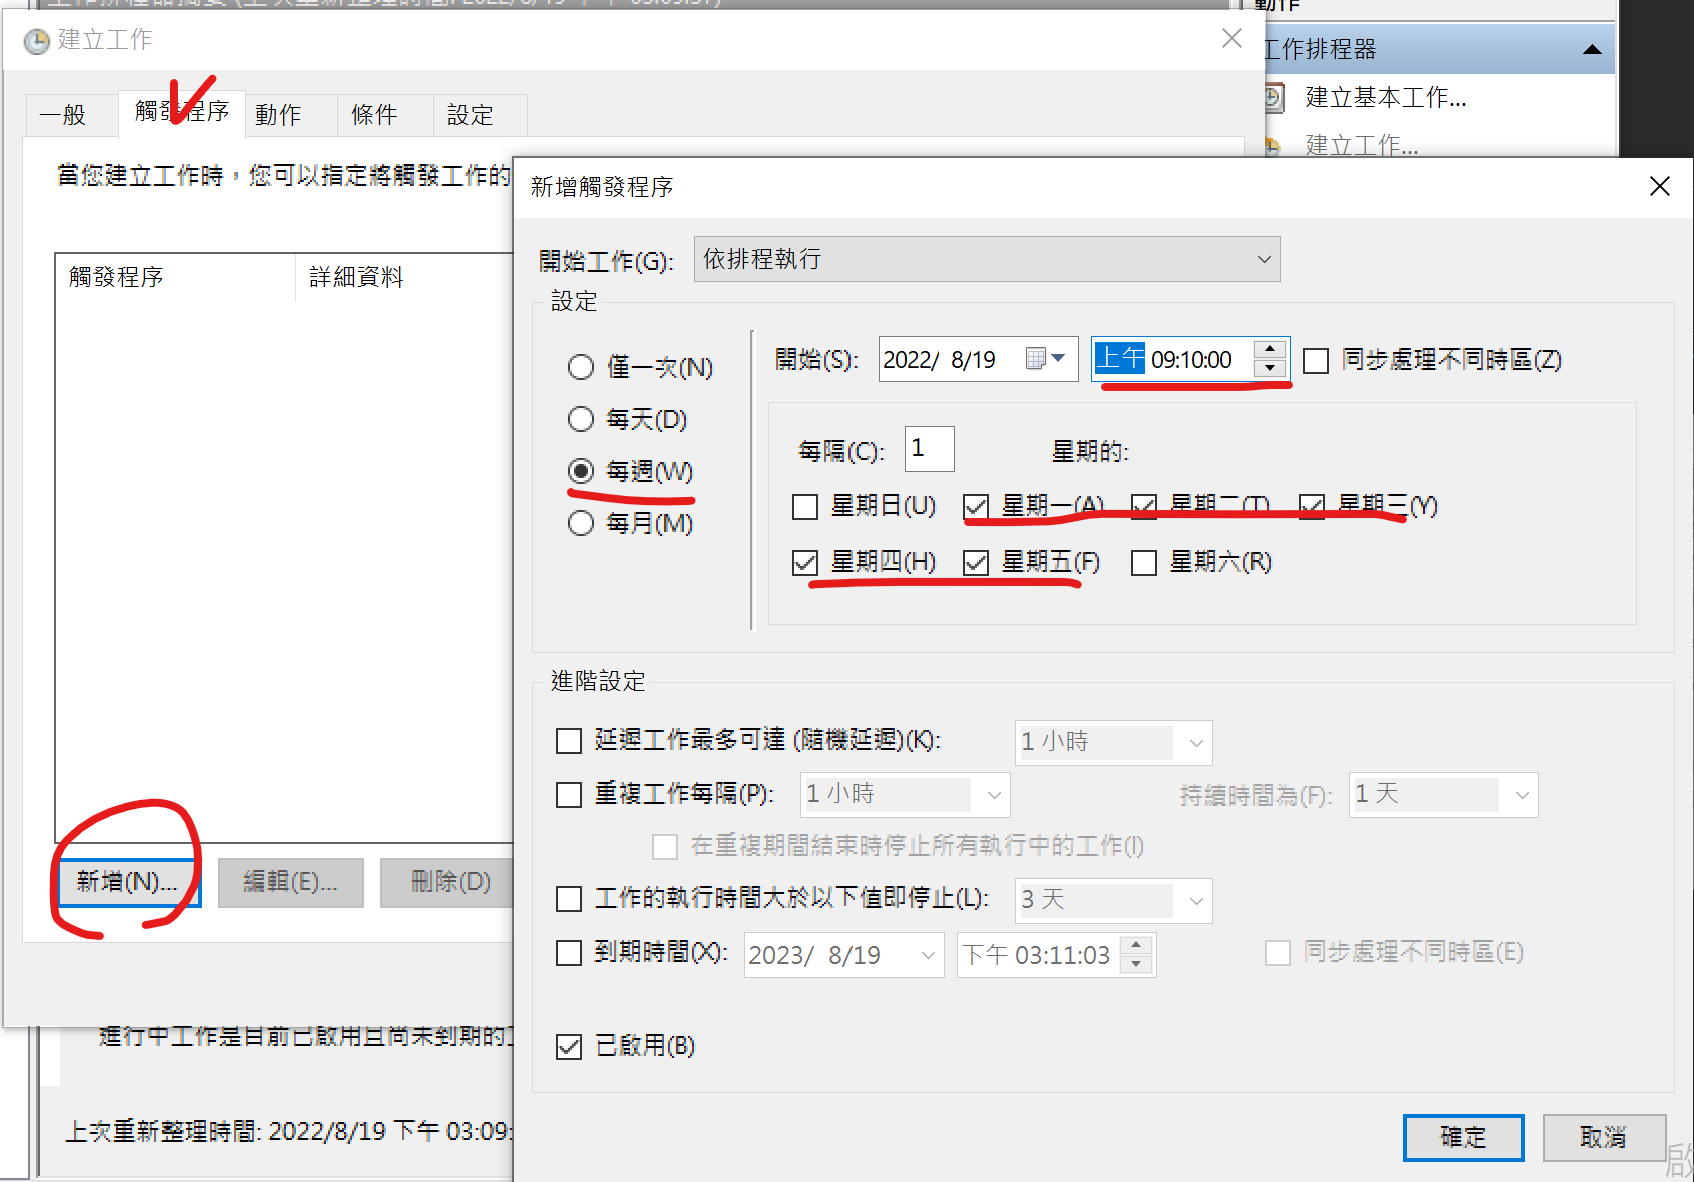 動作
建立工作
工作排程器
建立基本工作...
建立工作...
一般
觸發程序
動作
條件
設定
當您建立工作時，您可以指定將觸發工作的
觸發程序
詳細資料
新增(N)...
編輯(E)...
刪除(D)
進行中工作是目前已啟用且尚未到期的
上次重新整理時間: 2022/8/19 下午 03:09:
新增觸發程序
開始工作(G):
依排程執行
設定
僅一次(N)
每天(D)
每週(W)
每月(M)
開始(S):
2022/ 8/19
上午 09:10:00
同步處理不同時區(Z)
每隔(C):
1
星期的:
星期日(U)
星期一(A)
星期二(T)
星期三(Y)
星期四(H)
星期五(F)
星期六(R)
進階設定
延遲工作最多可達 (隨機延遲)(K):
1 小時
重複工作每隔(P):
1 小時
持續時間為(F):
1 天
在重複期間結束時停止所有執行中的工作(I)
工作的執行時間大於以下值即停止(L):
3 天
到期時間(X):
2023/ 8/19
下午 03:11:03
同步處理不同時區(E)
已啟用(B)
確定
取消
啟